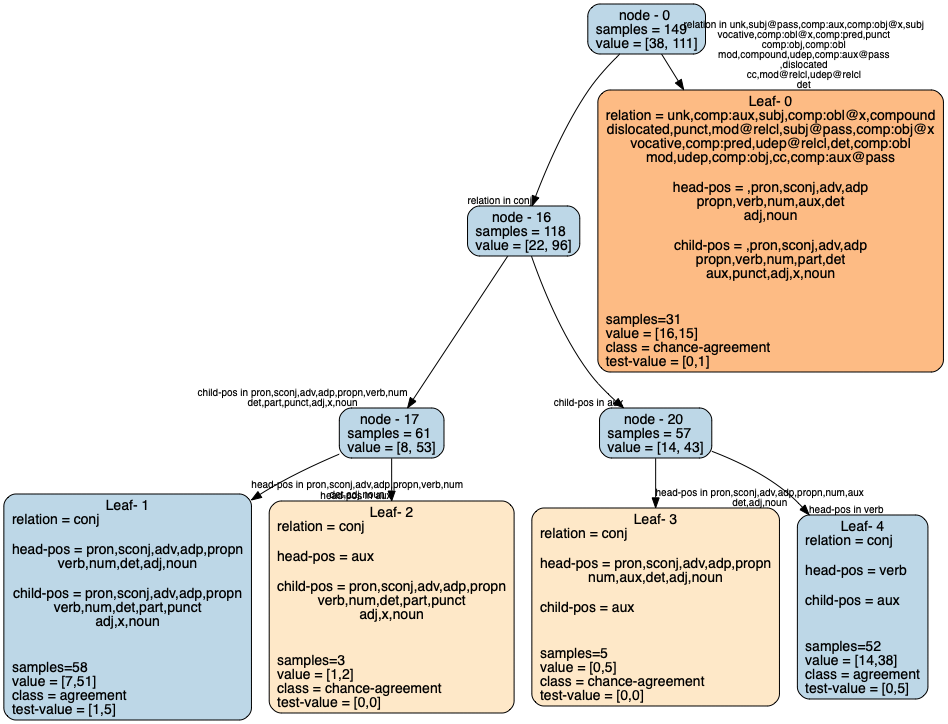 node - 0
samples = 149
value = [38, 111]
relation in unk,subj@pass,comp:aux,comp:obj@x,subj
vocative,comp:obl@x,comp:pred,punct
comp:obj,comp:obl
mod,compound,udep,comp:aux@pass
,dislocated
cc,mod@relcl,udep@relcl
det
Leaf- 0
relation = unk,comp:aux,subj,comp:obl@x,compound
dislocated,punct,mod@relcl,subj@pass,comp:obj@x
vocative,comp:pred,udep@relcl,det,comp:obl
mod,udep,comp:obj,cc,comp:aux@pass
head-pos = ,pron,sconj,adv,adp
propn,verb,num,aux,det
adj,noun
child-pos = ,pron,sconj,adv,adp
propn,verb,num,part,det
aux,punct,adj,x,noun
samples=31
value = [16,15]
class = chance-agreement
test-value = [0,1]
relation in conj
node - 16
samples = 118
value = [22, 96]
child-pos in pron,sconj,adv,adp,propn,verb,num
det,part,punct,adj,x,noun
node - 17
samples = 61
value = [8, 53]
child-pos in aux
node - 20
samples = 57
value = [14, 43]
head-pos in pron,sconj,adv,adp,propn,verb,num
det,adj,noun
head-pos in aux
head-pos in pron,sconj,adv,adp,propn,num,aux
det,adj,noun
head-pos in verb
Leaf- 1
relation = conj
head-pos = pron,sconj,adv,adp,propn
verb,num,det,adj,noun
child-pos = pron,sconj,adv,adp,propn
verb,num,det,part,punct
adj,x,noun
samples=58
value = [7,51]
class = agreement
test-value = [1,5]
Leaf- 2
relation = conj
head-pos = aux
child-pos = pron,sconj,adv,adp,propn
verb,num,det,part,punct
adj,x,noun
samples=3
value = [1,2]
class = chance-agreement
test-value = [0,0]
Leaf- 3
relation = conj
head-pos = pron,sconj,adv,adp,propn
num,aux,det,adj,noun
child-pos = aux
samples=5
value = [0,5]
class = chance-agreement
test-value = [0,0]
Leaf- 4
relation = conj
head-pos = verb
child-pos = aux
samples=52
value = [14,38]
class = agreement
test-value = [0,5]